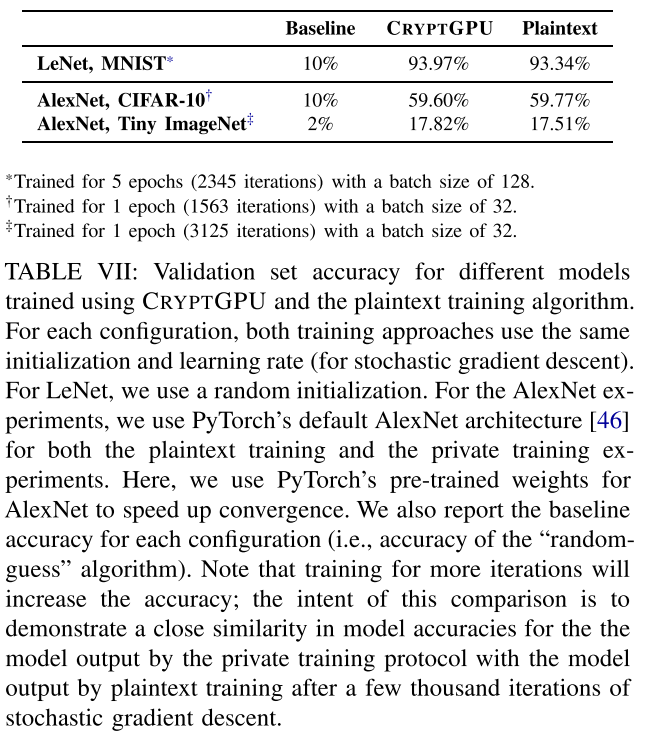 Baseline CRYPTGPU Plaintext
LeNet, MNIST* 10% 93.97% 93.34%
AlexNet, CIFAR-10† 10% 59.60% 59.77%
AlexNet, Tiny ImageNet‡ 2% 17.82% 17.51%
*Trained for 5 epochs (2345 iterations) with a batch size of 128.
†Trained for 1 epoch (1563 iterations) with a batch size of 32.
‡Trained for 1 epoch (3125 iterations) with a batch size of 32.
TABLE VII: Validation set accuracy for different models
trained using CRYPTGPU and the plaintext training algorithm.
For each configuration, both training approaches use the same
initialization and learning rate (for stochastic gradient descent).
For LeNet, we use a random initialization. For the AlexNet ex-
periments, we use PyTorch's default AlexNet architecture [46]
for both the plaintext training and the private training ex-
periments. Here, we use PyTorch's pre-trained weights for
AlexNet to speed up convergence. We also report the baseline
accuracy for each configuration (i.e., accuracy of the “random-
guess” algorithm). Note that training for more iterations will
increase the accuracy; the intent of this comparison is to
demonstrate a close similarity in model accuracies for the the
model output by the private training protocol with the model
output by plaintext training after a few thousand iterations of
stochastic gradient descent.